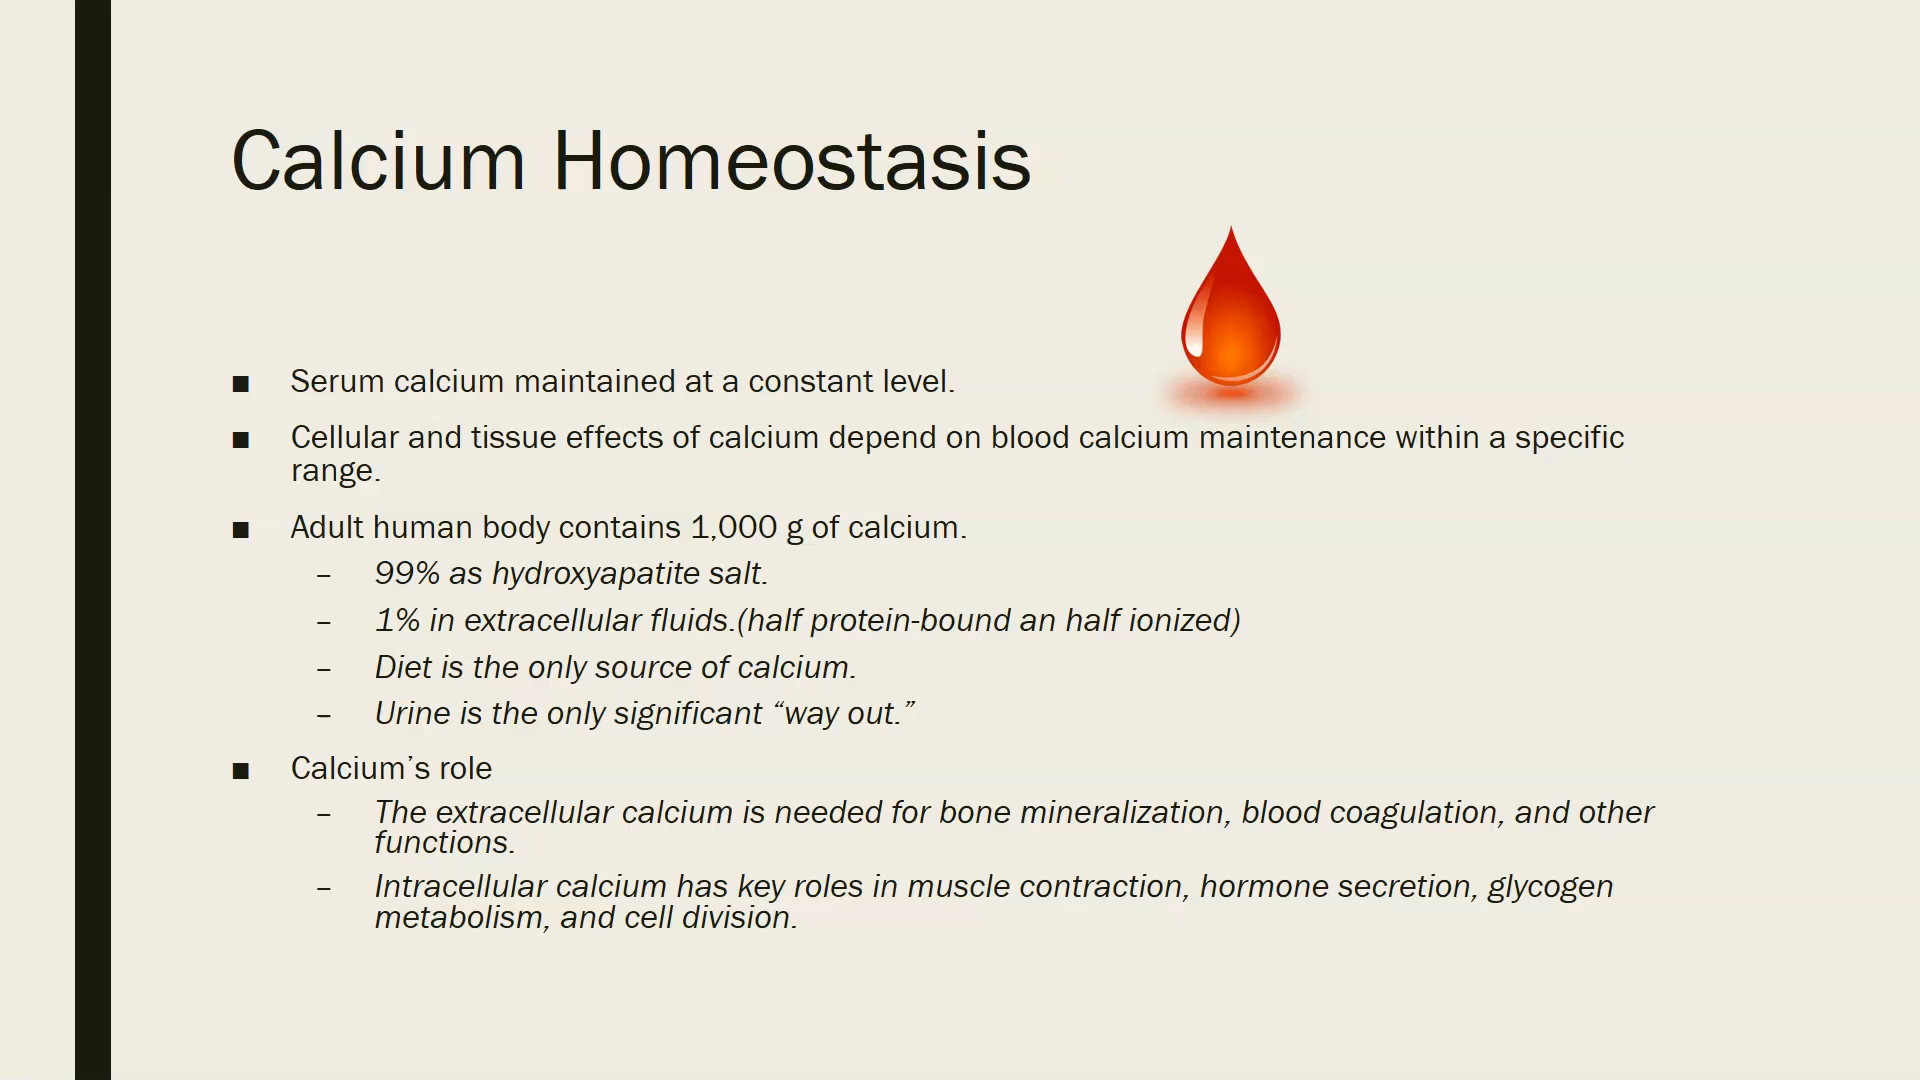 Calcium Homeostasis
■ Serum calcium maintained at a constant level.
■ Cellular and tissue effects of calcium depend on blood calcium maintenance within a specific
range.
■ Adult human body contains 1,000 g of calcium.
– 99% as hydroxyapatite salt.
– 1% in extracellular fluids.(half protein-bound an half ionized)
– Diet is the only source of calcium.
– Urine is the only significant “way out.”
■ Calcium’s role
– The extracellular calcium is needed for bone mineralization, blood coagulation, and other
functions.
– Intracellular calcium has key roles in muscle contraction, hormone secretion, glycogen
metabolism, and cell division.